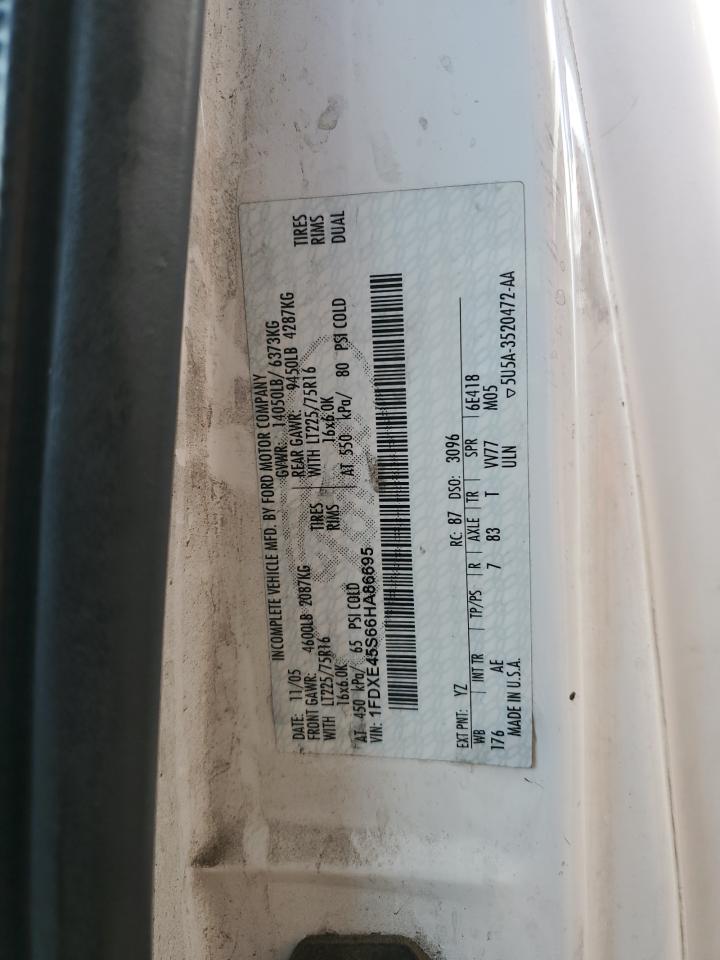 INCOMPLETE VEHICLE MFD. BY FORD MOTOR COMPANY
DATE: 11/05 GVWR: 14050LB/ 6373KG
FRONT GAWR: 4600LB 2087KG REAR GAWR: 9450LB 4287KG
WITH LT225/75R16 TIRES WITH LT225/75R16 TIRES
16x6.0K RIMS 16x6.0K RIMS
AT 450 kPa/ 65 PSI COLD AT 550 kPa/ 80 PSI COLD DUAL
VIN: 1FDXE45S66HA86695
EXT PNT: YZ RC: 87 DSO: 3096
WB INT TR TP/PS R AXLE TR SPR 6E418
176 AE 7 83 T VV77 M05
MADE IN U.S.A. ULN ▽5U5A-3520472-AA